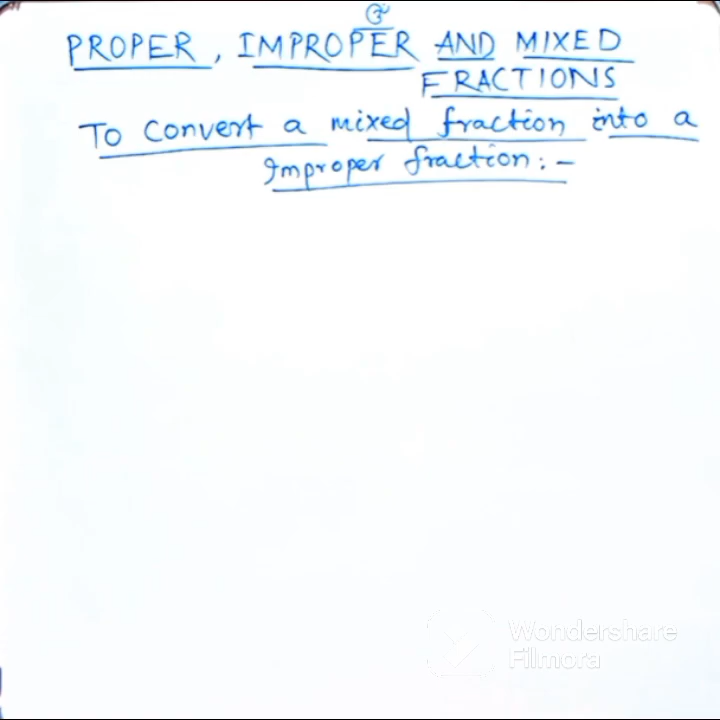 PROPER, IMPROPER AND MIXED
FRACTIONS
To Convert a mixed fraction into a
Improper fraction:-
Wondershare
Filmora